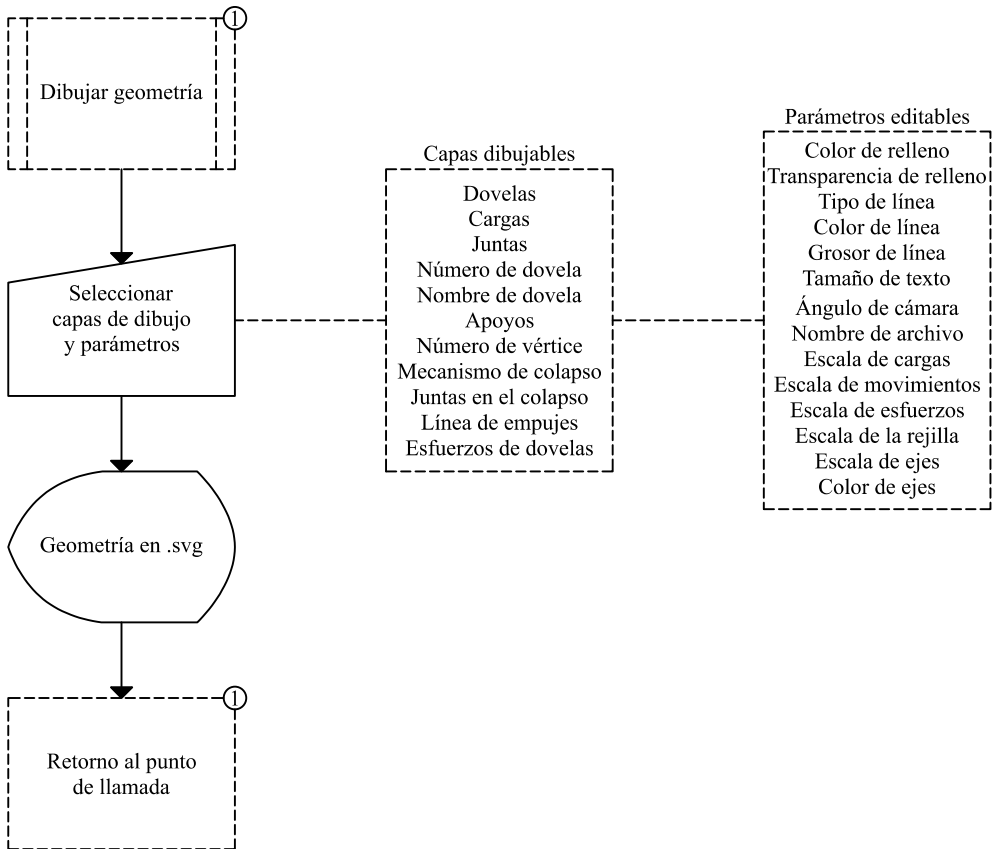 1
Dibujar geometría
Seleccionar
capas de dibujo
y parámetros
Capas dibujables
Dovelas
Cargas
Juntas
Número de dovela
Nombre de dovela
Apoyos
Número de vértice
Mecanismo de colapso
Juntas en el colapso
Línea de empujes
Esfuerzos de dovelas
Parámetros editables
Color de relleno
Transparencia de relleno
Tipo de línea
Color de línea
Grosor de línea
Tamaño de texto
Ángulo de cámara
Nombre de archivo
Escala de cargas
Escala de movimientos
Escala de esfuerzos
Escala de la rejilla
Escala de ejes
Color de ejes
Geometría en .svg
1
Retorno al punto
de llamada